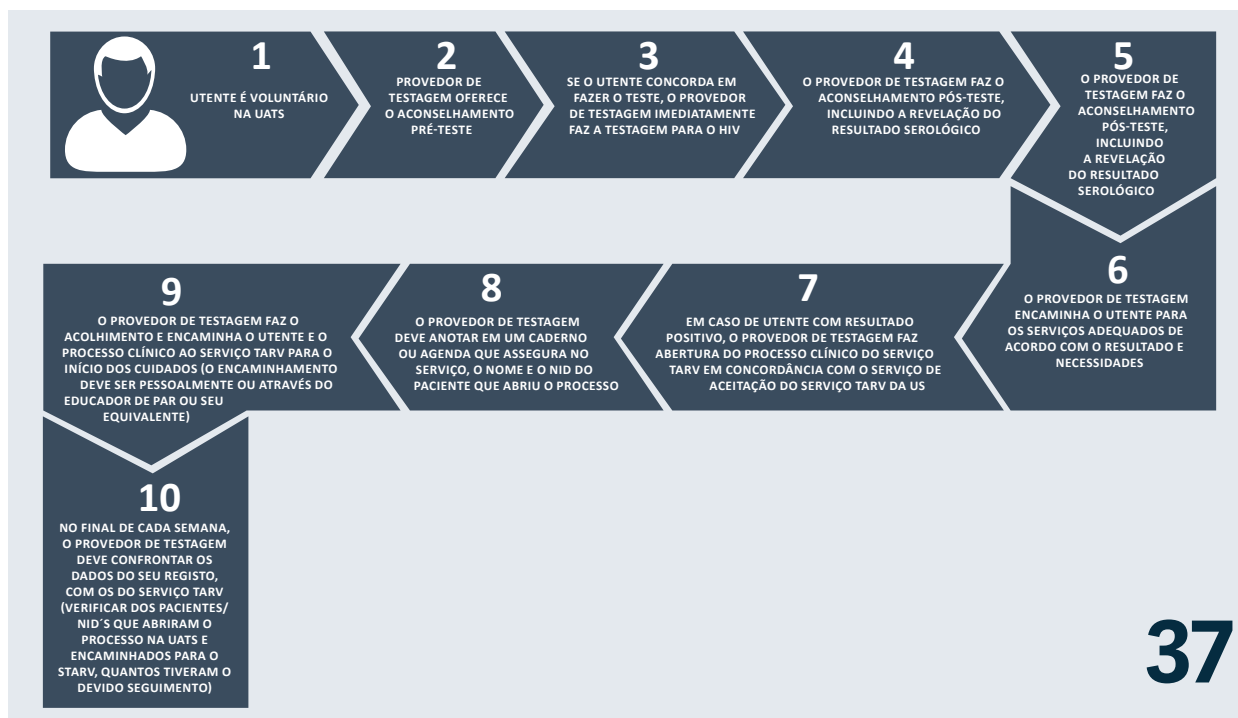 1
UTENTE É VOLUNTÁRIO
NA UATS
2
PROVEDOR DE
TESTAGEM OFERECE
O ACONSELHAMENTO
PRÉ-TESTE
3
SE O UTENTE CONCORDA EM
FAZER O TESTE, O PROVEDOR
DE TESTAGEM IMEDIATAMENTE
FAZ A TESTAGEM PARA O HIV
4
O PROVEDOR DE TESTAGEM FAZ O
ACONSELHAMENTO PÓS-TESTE,
INCLUINDO A REVELAÇÃO DO
RESULTADO SEROLÓGICO
5
O PROVEDOR DE
TESTAGEM FAZ O
ACONSELHAMENTO
PÓS-TESTE,
INCLUINDO
A REVELAÇÃO
DO RESULTADO
SEROLÓGICO
6
O PROVEDOR DE TESTAGEM
ENCAMINHA O UTENTE PARA
OS SERVIÇOS ADEQUADOS DE
ACORDO COM O RESULTADO E
NECESSIDADES
7
EM CASO DE UTENTE COM RESULTADO
POSITIVO, O PROVEDOR DE TESTAGEM FAZ
ABERTURA DO PROCESSO CLÍNICO DO SERVIÇO
TARV EM CONCORDÂNCIA COM O SERVIÇO DE
ACEITAÇÃO DO SERVIÇO TARV DA US
8
O PROVEDOR DE TESTAGEM
DEVE ANOTAR EM UM CADERNO
OU AGENDA QUE ASSEGURA NO
SERVIÇO, O NOME E O NID DO
PACIENTE QUE ABRIU O PROCESSO
9
O PROVEDOR DE TESTAGEM FAZ O
ACOLHIMENTO E ENCAMINHA O UTENTE E O
PROCESSO CLÍNICO AO SERVIÇO TARV PARA O
INÍCIO DOS CUIDADOS (O ENCAMINHAMENTO
DEVE SER PESSOALMENTE OU ATRAVÉS DO
EDUCADOR DE PAR OU SEU
EQUIVALENTE)
10
NO FINAL DE CADA SEMANA,
O PROVEDOR DE TESTAGEM
DEVE CONFRONTAR OS
DADOS DO SEU REGISTO,
COM OS DO SERVIÇO TARV
(VERIFICAR DOS PACIENTES/
NID´S QUE ABRIRAM O
PROCESSO NA UATS E
ENCAMINHADOS PARA O
STARV, QUANTOS TIVERAM O
DEVIDO SEGUIMENTO)
37